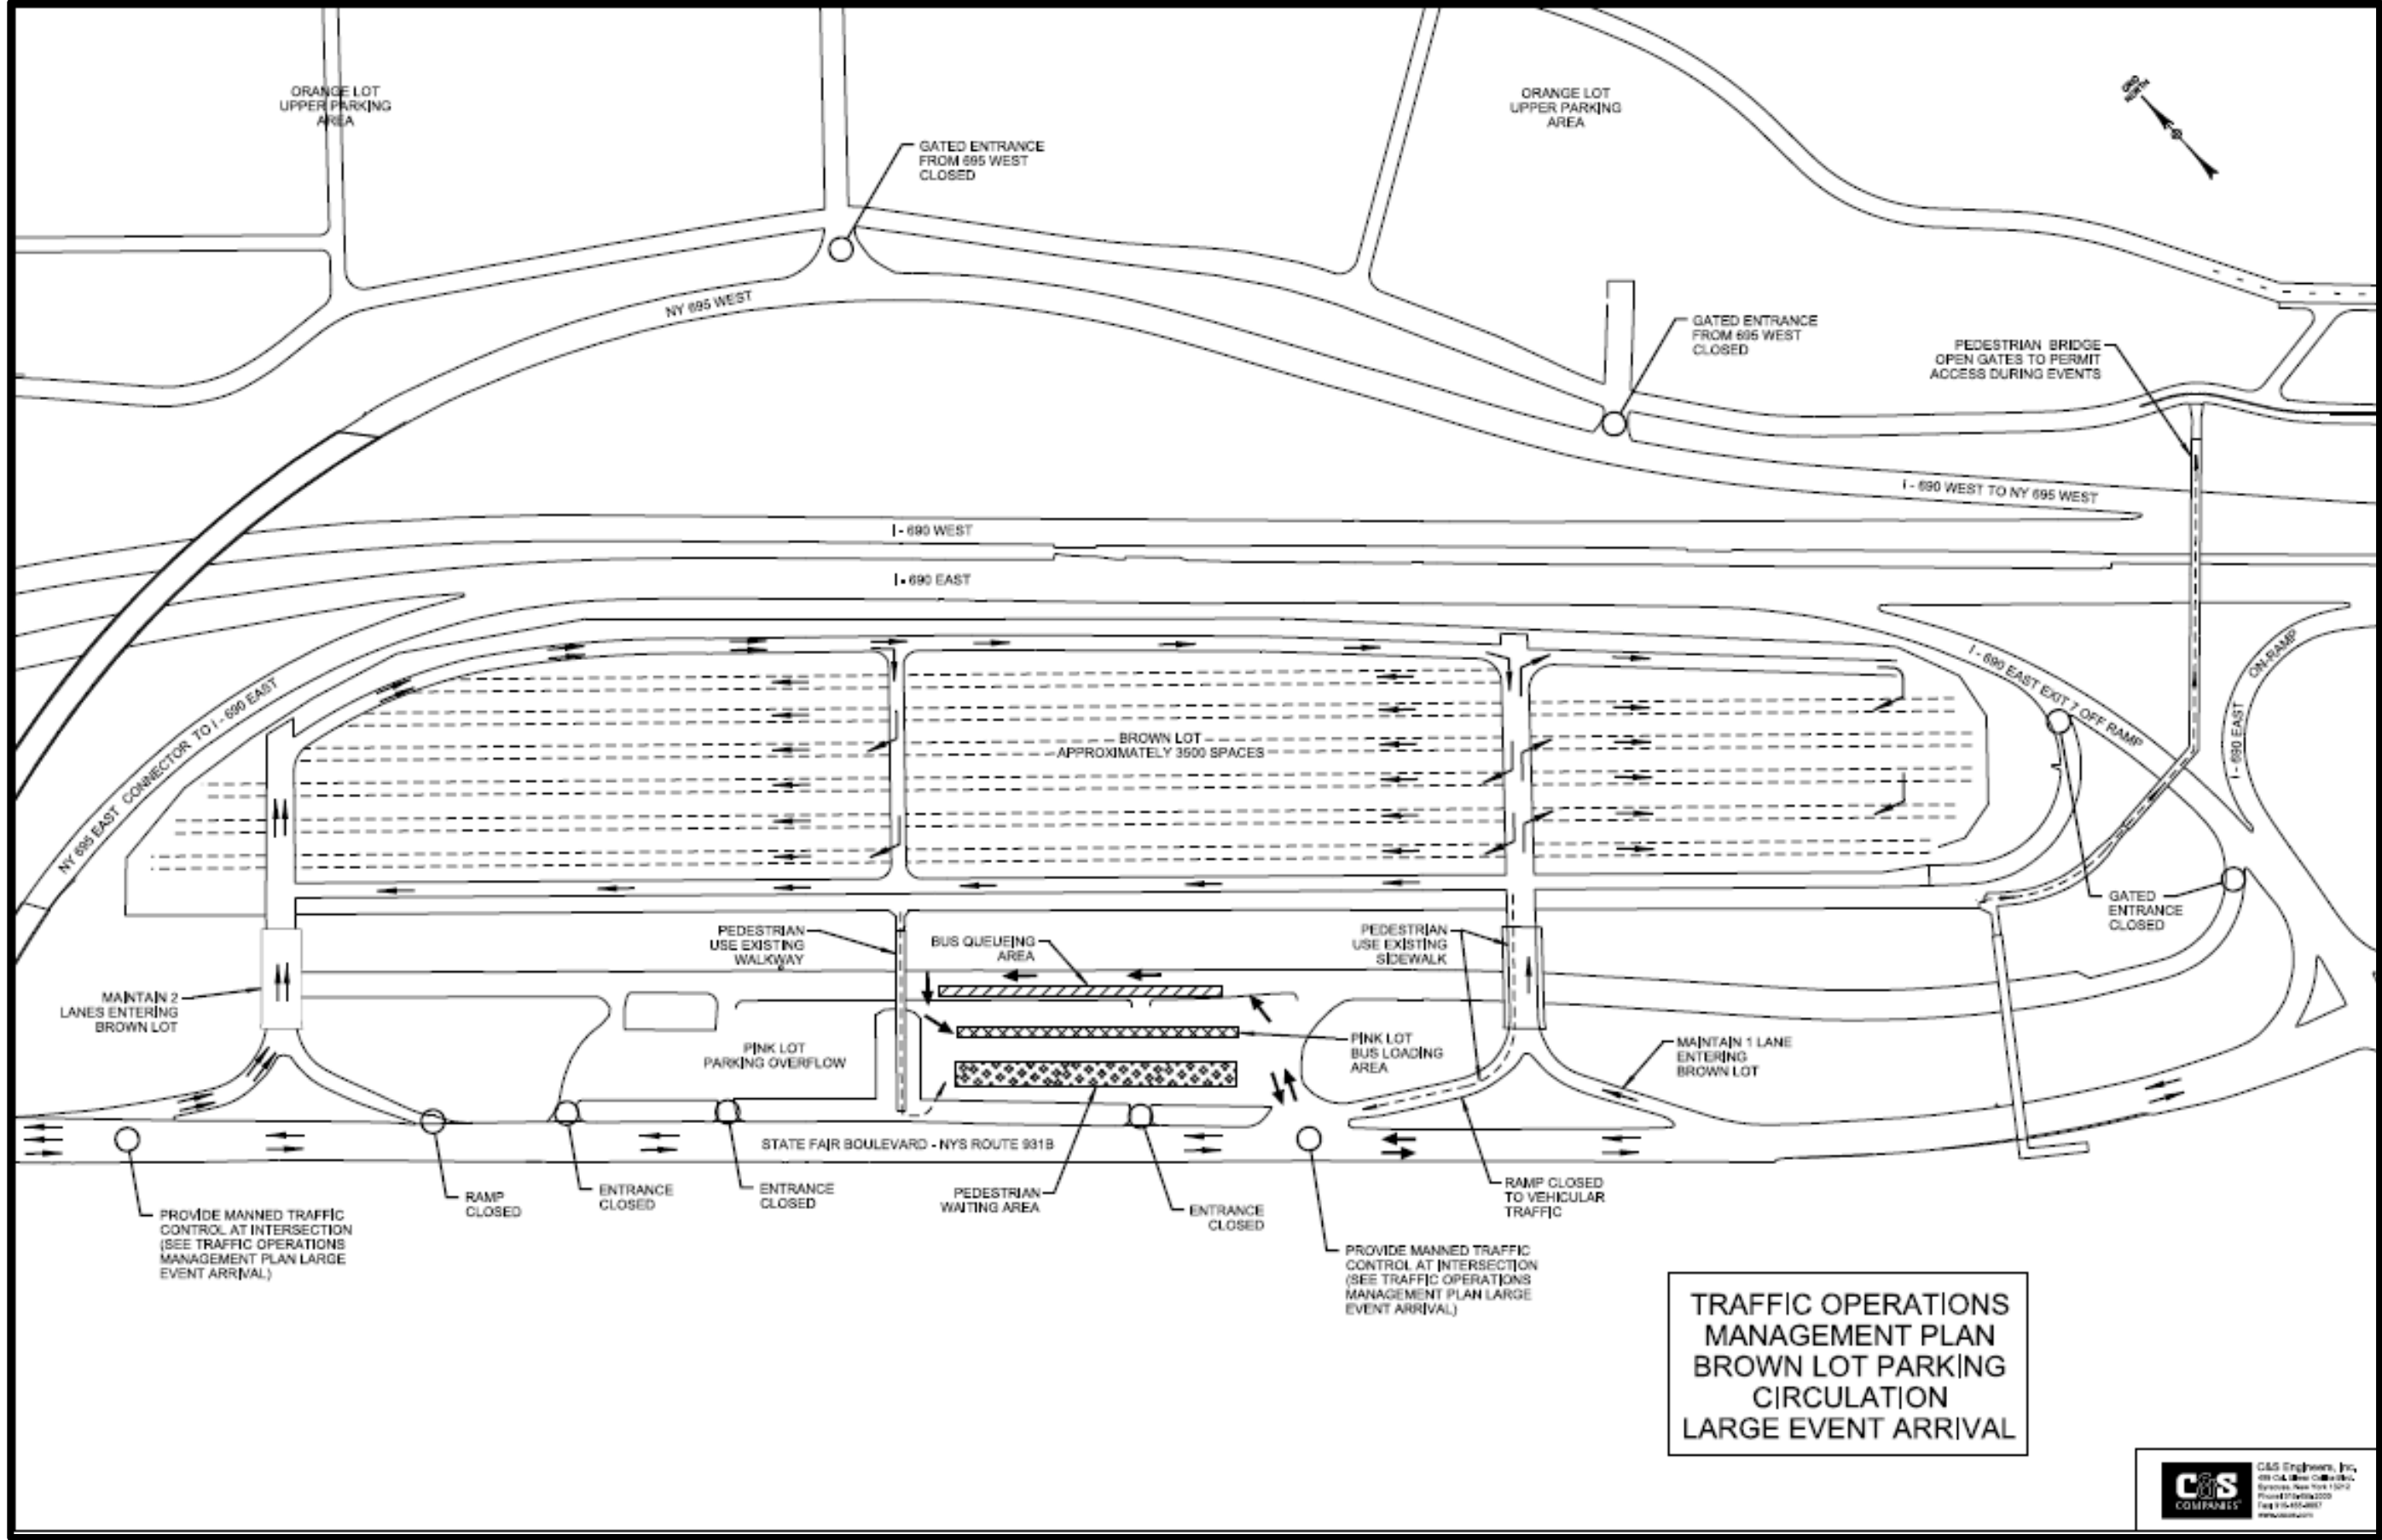 ORANGE LOT
UPPER PARKING
AREA
ORANGE LOT
UPPER PARKING
AREA
GRID
NORTH
GATED ENTRANCE
FROM 695 WEST
CLOSED
NY 695 WEST
GATED ENTRANCE
FROM 695 WEST
CLOSED
PEDESTRIAN BRIDGE
OPEN GATES TO PERMIT
ACCESS DURING EVENTS
I - 690 WEST TO NY 695 WEST
I - 690 WEST
I - 690 EAST
NY 695 EAST CONNECTOR TO I - 690 EAST
I - 690 EAST EXIT 7 OFF RAMP
I - 690 EAST ON-RAMP
BROWN LOT
APPROXIMATELY 3500 SPACES
GATED
ENTRANCE
CLOSED
PEDESTRIAN
USE EXISTING
WALKWAY
BUS QUEUEING
AREA
PEDESTRIAN
USE EXISTING
SIDEWALK
MAINTAIN 2
LANES ENTERING
BROWN LOT
PINK LOT
PARKING OVERFLOW
PINK LOT
BUS LOADING
AREA
MAINTAIN 1 LANE
ENTERING
BROWN LOT
STATE FAIR BOULEVARD - NYS ROUTE 931B
PROVIDE MANNED TRAFFIC
CONTROL AT INTERSECTION
(SEE TRAFFIC OPERATIONS
MANAGEMENT PLAN LARGE
EVENT ARRIVAL)
RAMP
CLOSED
ENTRANCE
CLOSED
ENTRANCE
CLOSED
PEDESTRIAN
WAITING AREA
ENTRANCE
CLOSED
PROVIDE MANNED TRAFFIC
CONTROL AT INTERSECTION
(SEE TRAFFIC OPERATIONS
MANAGEMENT PLAN LARGE
EVENT ARRIVAL)
RAMP CLOSED
TO VEHICULAR
TRAFFIC
TRAFFIC OPERATIONS
MANAGEMENT PLAN
BROWN LOT PARKING
CIRCULATION
LARGE EVENT ARRIVAL
C&S
COMPANIES
C&S Engineers, Inc.
Syracuse, New York